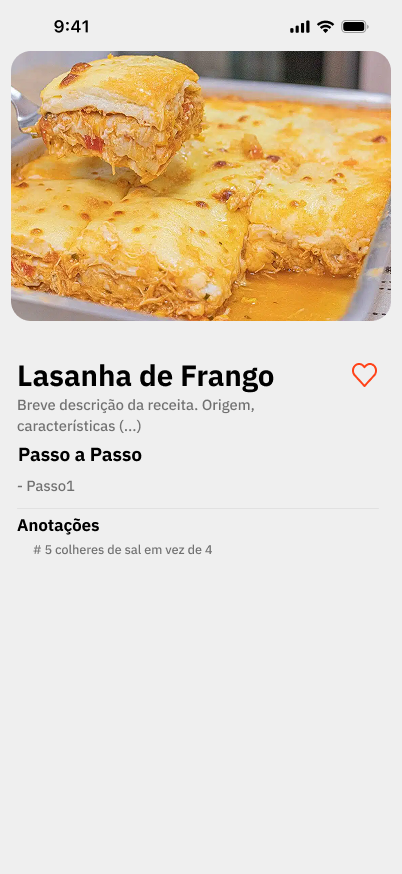 9:41
Lasanha de Frango
Breve descrição da receita. Origem,
características (...)
Passo a Passo
- Passo1
Anotações
# 5 colheres de sal em vez de 4